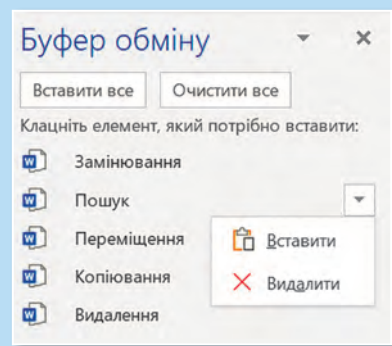 Буфер обміну
Вставити все Очистити все
Клацніть елемент, який потрібно вставити:
Замінювання
Пошук
Переміщення
Вставити
Копіювання
Видалити
Видалення